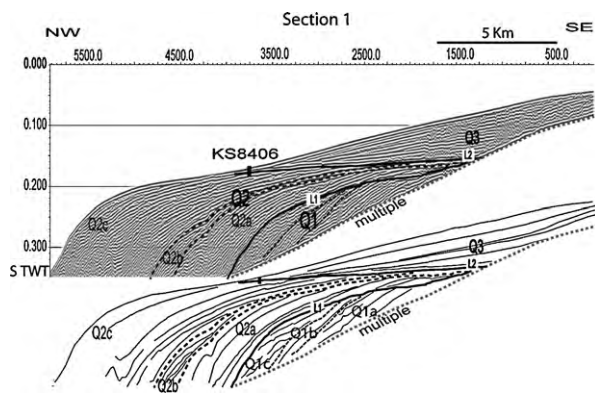 Section 1
NW
5 Km
SE
5500.0 4500.0 3500.0 2500.0 1500.0 500.0
0.000
0.100
KS8406
Q3
L2
0.200
Q2
L1
Q2c
Q2a
Q1
Q2b
multiple
0.300
S TWT
Q3
L2
Q2c
Q2a
L1
Q1a
Q1b
multiple
Q1c
Q2b